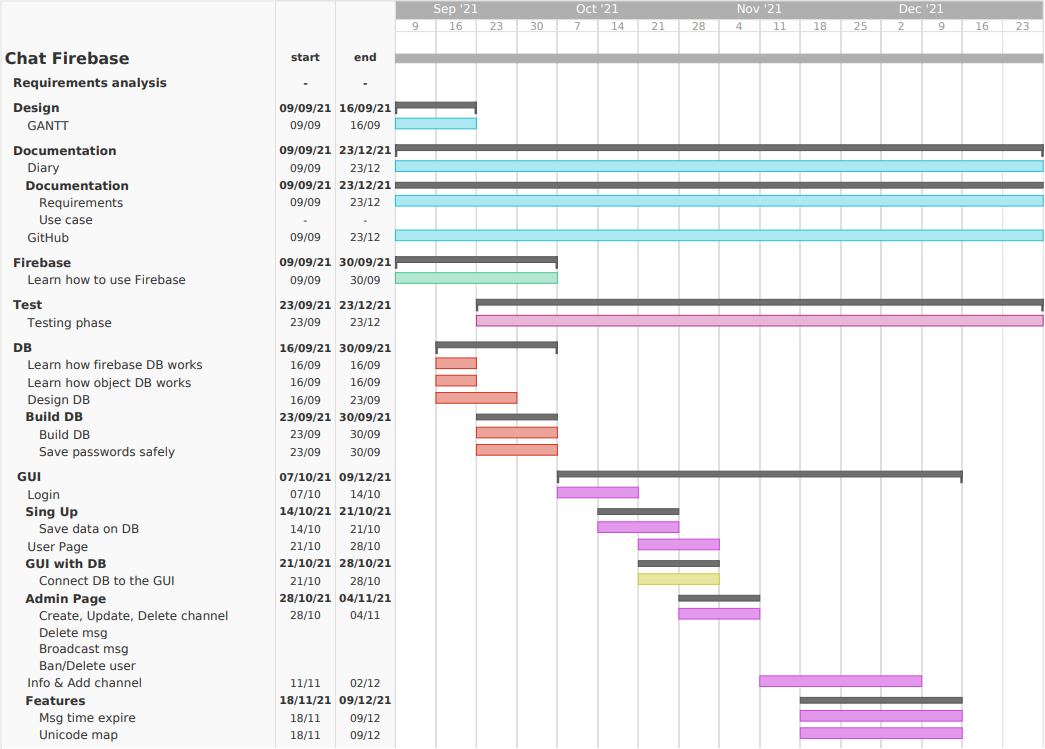 Sep '21 Oct '21 Nov '21 Dec '21
9 16 23 30 7 14 21 28 4 11 18 25 2 9 16 23
Chat Firebase start end
Requirements analysis - -
Design 09/09/21 16/09/21
GANTT 09/09 16/09
Documentation 09/09/21 23/12/21
Diary 09/09 23/12
Documentation 09/09/21 23/12/21
Requirements 09/09 23/12
Use case - -
GitHub 09/09 23/12
Firebase 09/09/21 30/09/21
Learn how to use Firebase 09/09 30/09
Test 23/09/21 23/12/21
Testing phase 23/09 23/12
DB 16/09/21 30/09/21
Learn how firebase DB works 16/09 16/09
Learn how object DB works 16/09 16/09
Design DB 16/09 23/09
Build DB 23/09/21 30/09/21
Build DB 23/09 30/09
Save passwords safely 23/09 30/09
GUI 07/10/21 09/12/21
Login 07/10 14/10
Sing Up 14/10/21 21/10/21
Save data on DB 14/10 21/10
User Page 21/10 28/10
GUI with DB 21/10/21 28/10/21
Connect DB to the GUI 21/10 28/10
Admin Page 28/10/21 04/11/21
Create, Update, Delete channel 28/10 04/11
Delete msg
Broadcast msg
Ban/Delete user
Info & Add channel 11/11 02/12
Features 18/11/21 09/12/21
Msg time expire 18/11 09/12
Unicode map 18/11 09/12